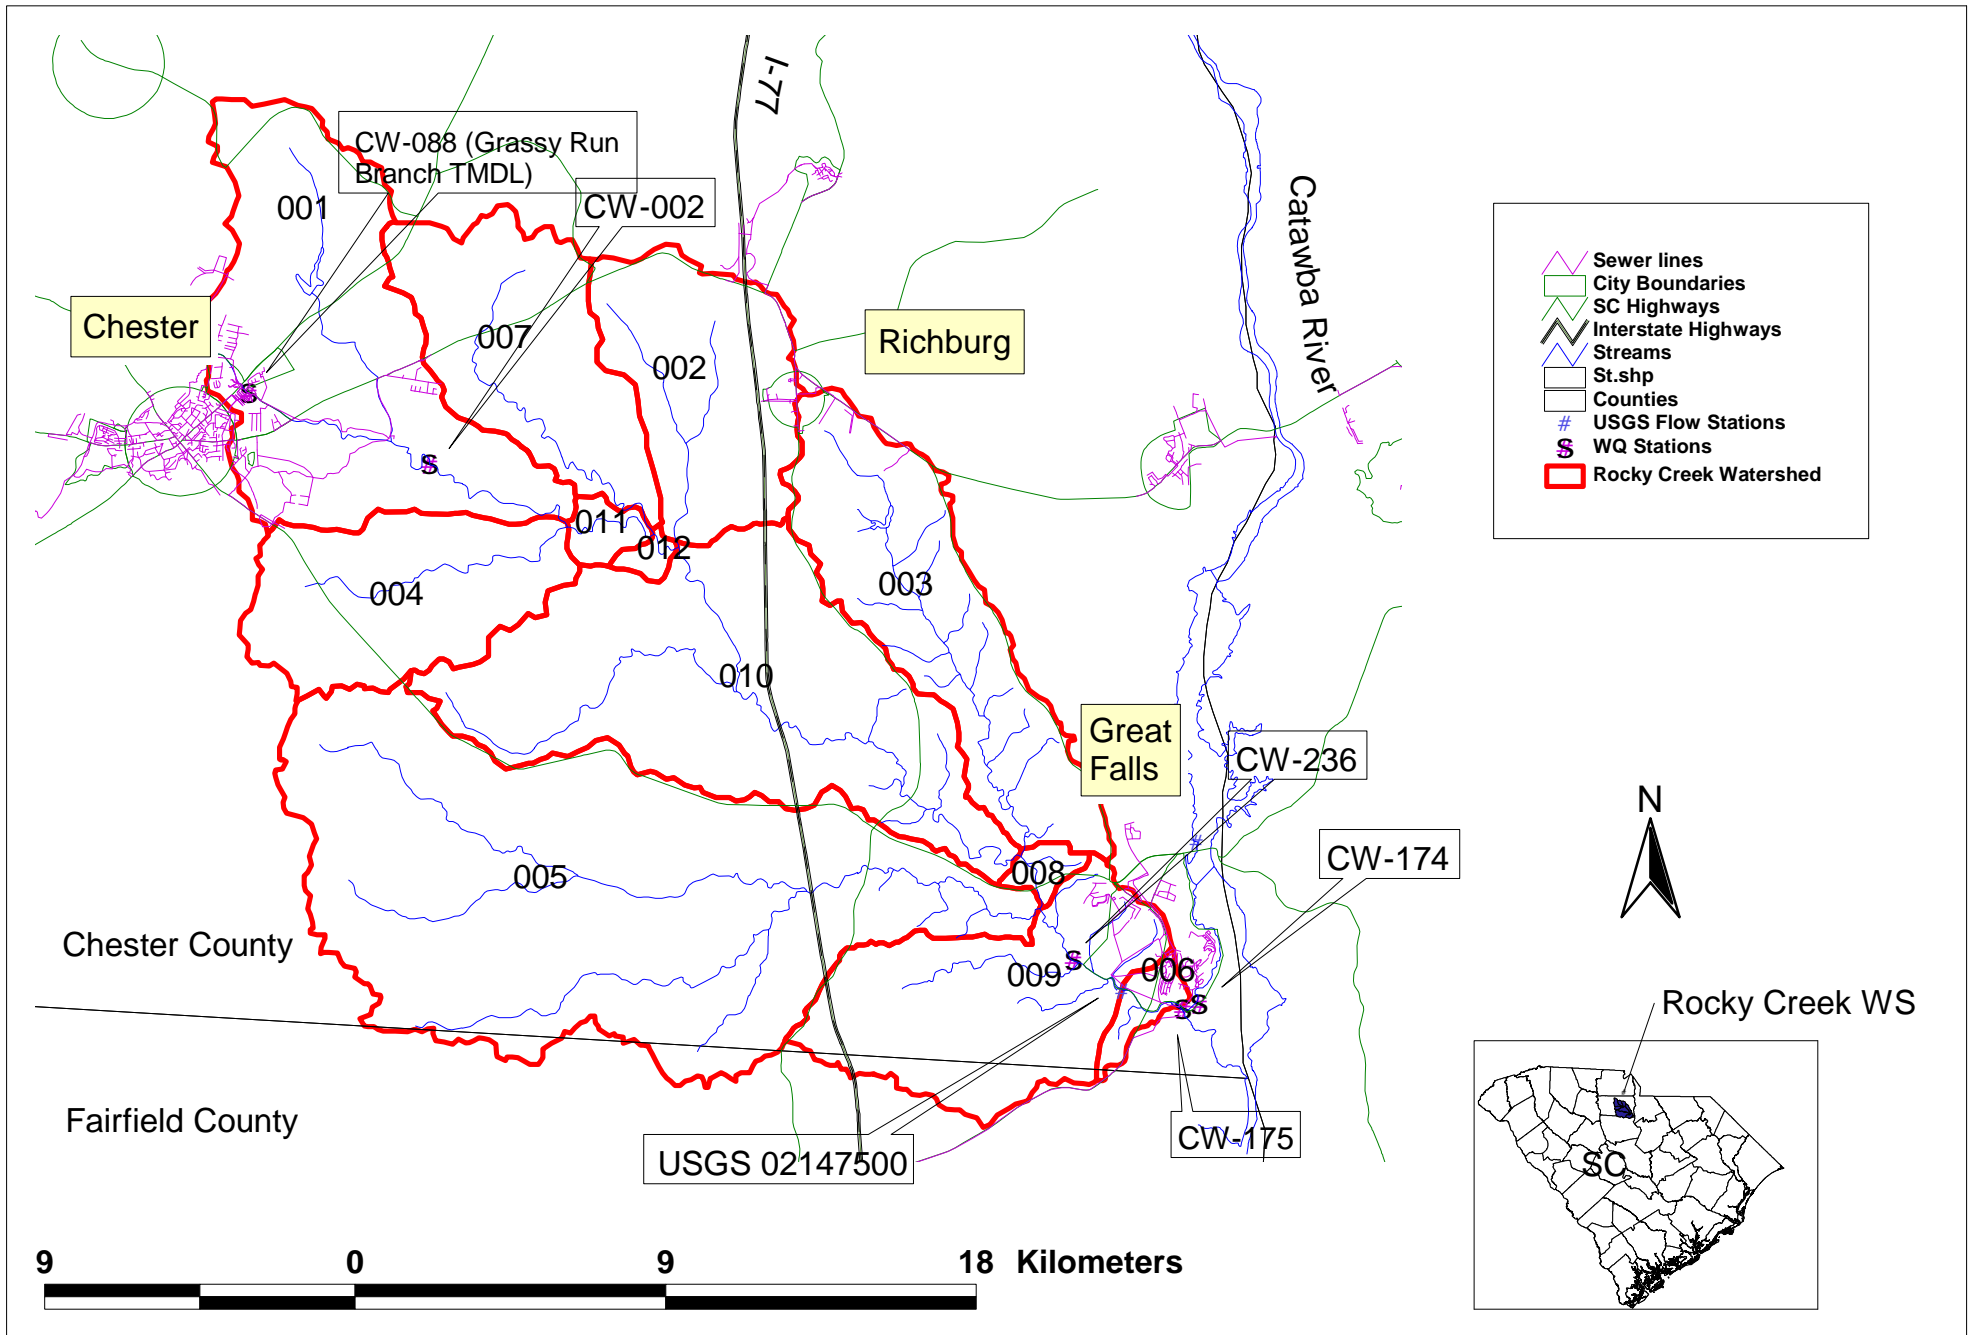 I-77
CW-088 (Grassy Run
Branch TMDL)
001
CW-002
Catawba River
Chester
007
Richburg
002
Sewer lines
City Boundaries
SC Highways
Interstate Highways
Streams
St.shp
Counties
# USGS Flow Stations
WQ Stations
Rocky Creek Watershed
S
S
011
012
004
003
010
Great
Falls
CW-236
N
CW-174
008
005
Chester County
009
S
006
S
S
Rocky Creek WS
Fairfield County
CW-175
USGS 02147500
SC
9 0 9 18 Kilometers